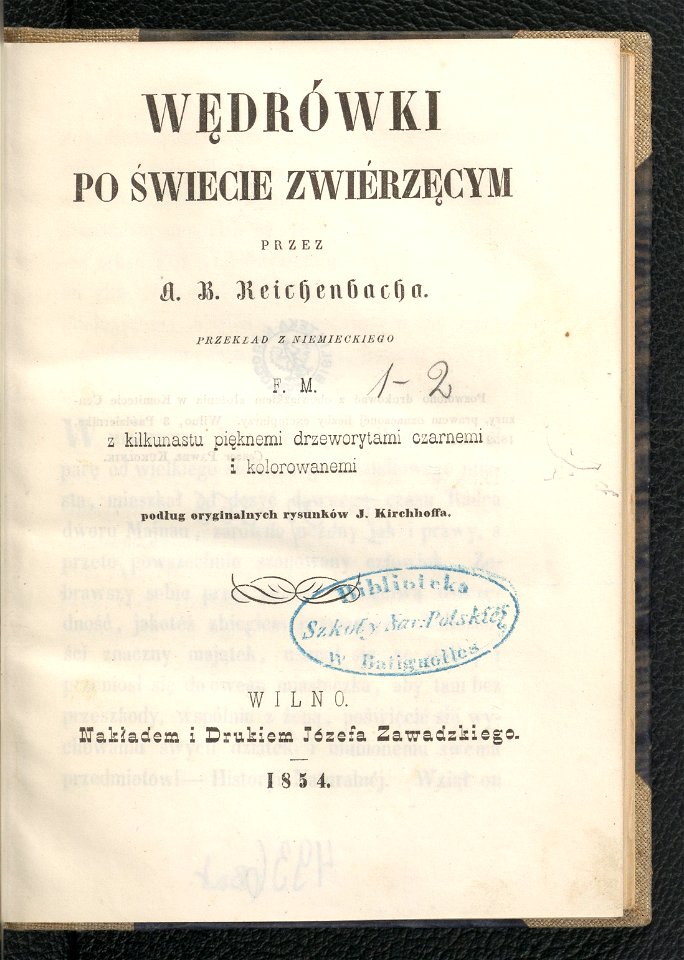 WĘDRÓWKI
PO ŚWIECIE ZWIÉRZĘCYM
PRZEZ
A. B. Reichenbacha.
PRZEKŁAD Z NIEMIECKIEGO
F. M.
1-2
z kilkunastu pięknemi drzeworytami czarnemi
i kolorowanemi
podług oryginalnych rysunków J. Kirchhoffa.
Biblioteka
Szkoły Nar: Polskiéj
w Batignolles
WILNO.
Nakładem i Drukiem Józefa Zawadzkiego.
1854.